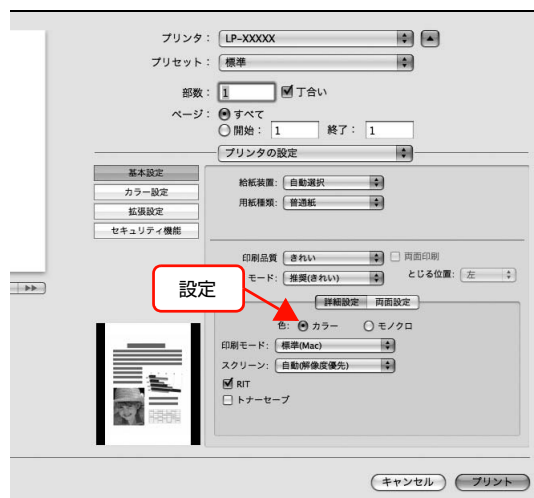 プリンタ： LP-XXXXX
プリセット： 標準
部数： 1 丁合い
ページ： すべて
開始： 1 終了： 1
プリンタの設定
基本設定
カラー設定
拡張設定
セキュリティ機能
給紙装置: 自動選択
用紙種類: 普通紙
印刷品質 きれい 両面印刷
モード: 推奨(きれい) とじる位置: 左
設定
詳細設定 両面設定
色: カラー モノクロ
印刷モード: 標準(Mac)
スクリーン: 自動(解像度優先)
RIT
トナーセーブ
キャンセル プリント